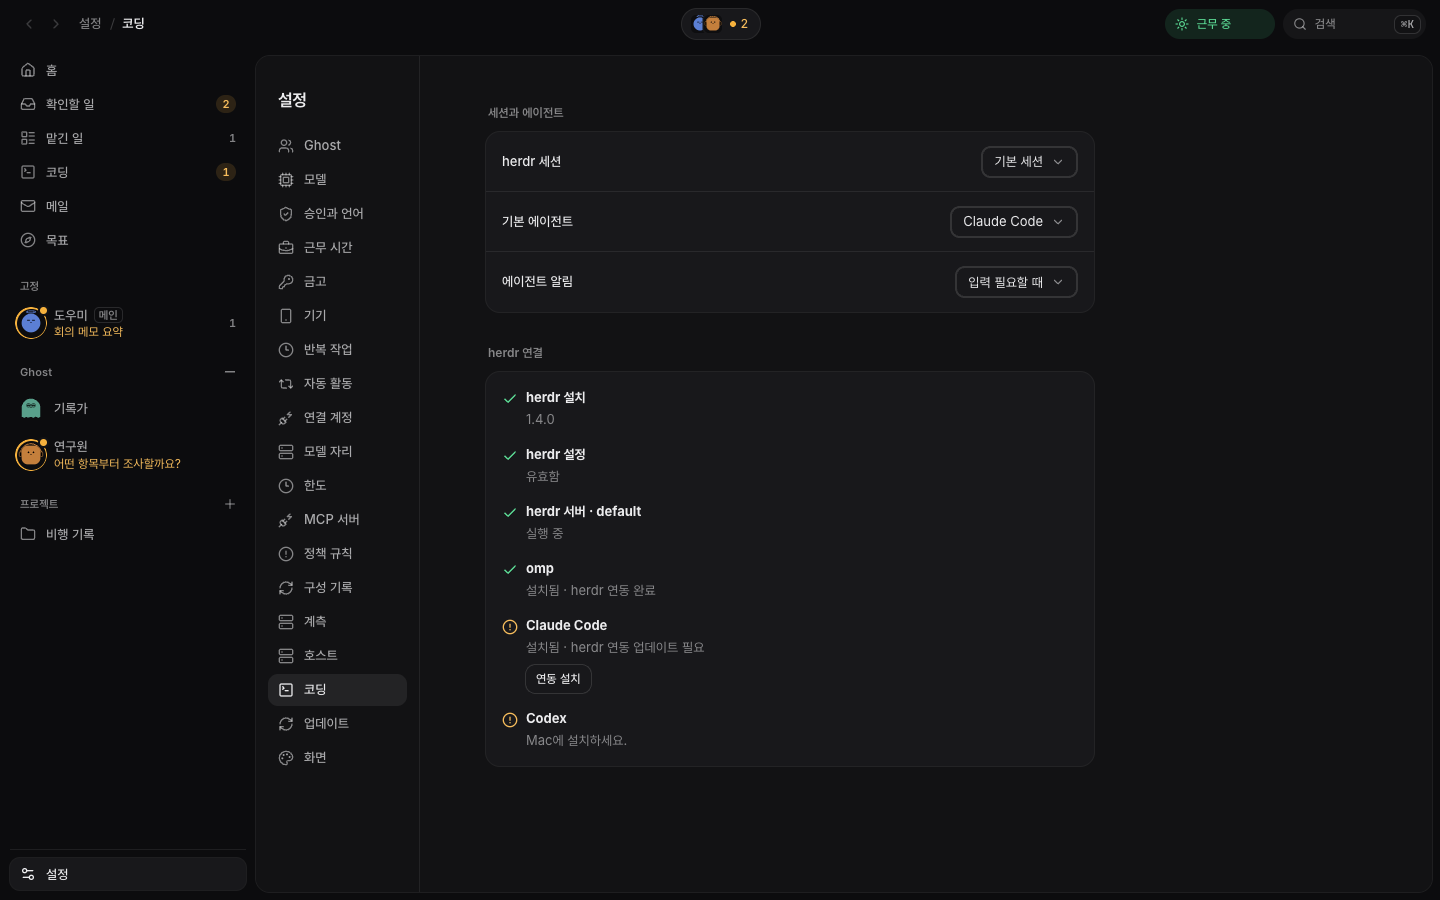 설정 / 코딩
2
근무 중
검색
⌘K
홈
확인할 일
2
맡긴 일
1
코딩
1
메일
목표
고정
도우미
메인
회의 메모 요약
1
Ghost
기록가
연구원
어떤 항목부터 조사할까요?
프로젝트
비행 기록
설정
설정
Ghost
모델
승인과 언어
근무 시간
금고
기기
반복 작업
자동 활동
연결 계정
모델 자리
한도
MCP 서버
정책 규칙
구성 기록
계측
호스트
코딩
업데이트
화면
세션과 에이전트
herdr 세션
기본 세션
기본 에이전트
Claude Code
에이전트 알림
입력 필요할 때
herdr 연결
herdr 설치
1.4.0
herdr 설정
유효함
herdr 서버 · default
실행 중
omp
설치됨 · herdr 연동 완료
Claude Code
설치됨 · herdr 연동 업데이트 필요
연동 설치
Codex
Mac에 설치하세요.